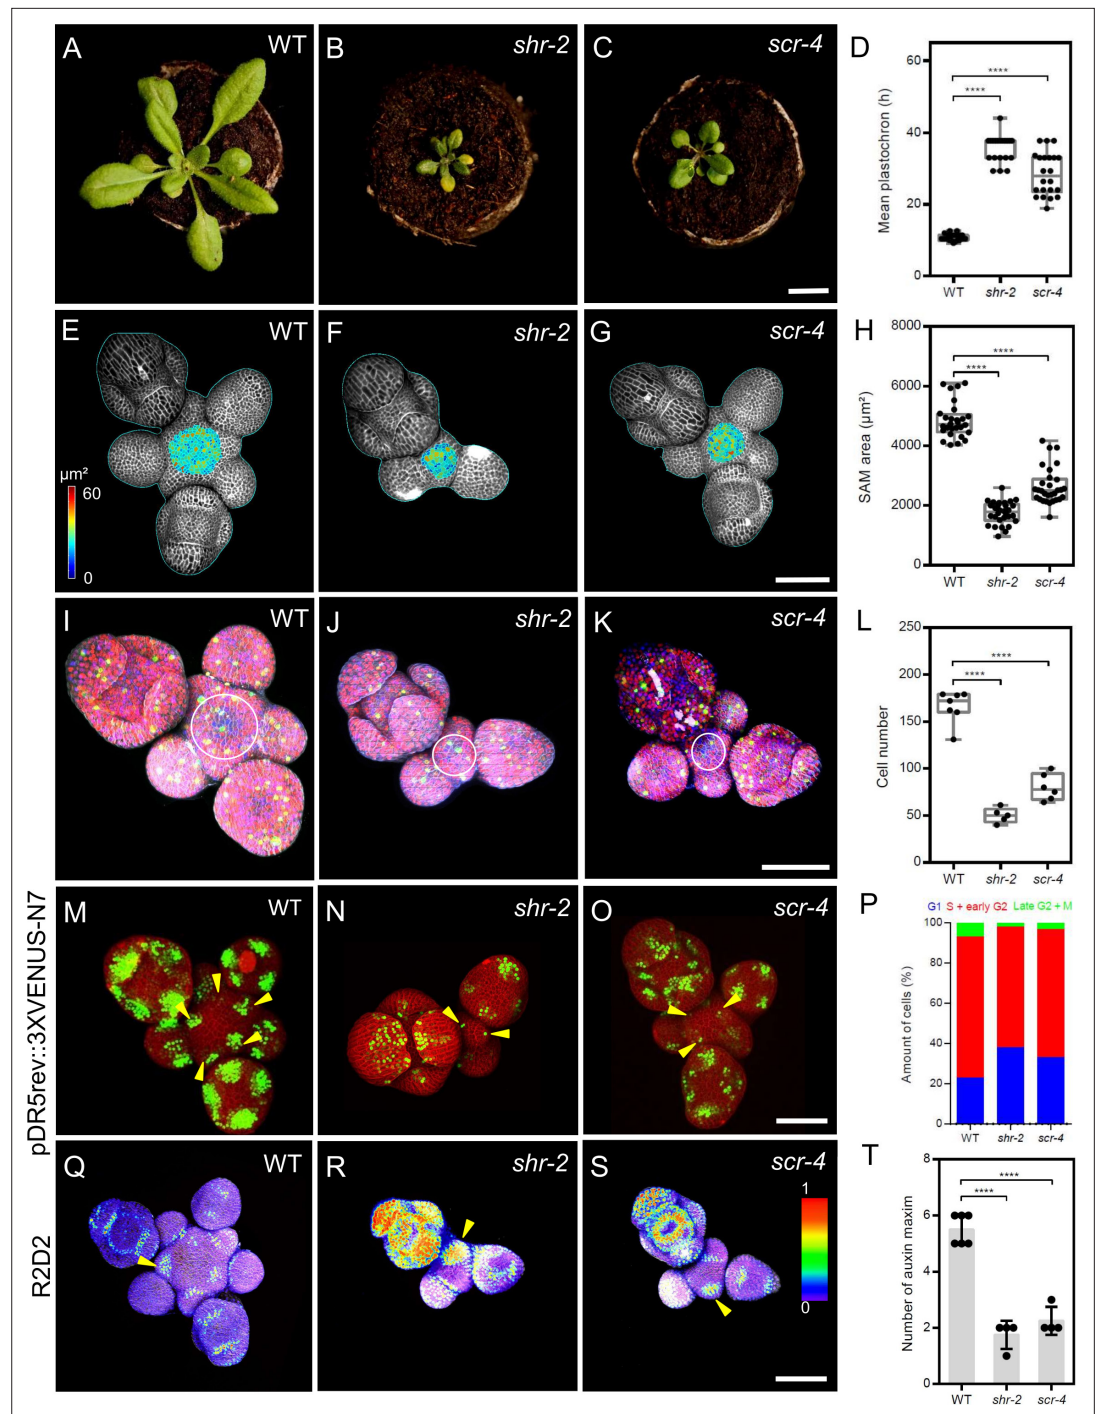 A WT
B shr-2
C scr-4
D
Mean plastochron (h)
60
40
20
0
**** 
****
WT shr-2 scr-4
E WT
µm²
60
0
F shr-2
G scr-4
H
SAM area (µm²)
8000
6000
4000
2000
0
****
****
WT shr-2 scr-4
I WT
J shr-2
K scr-4
L
Cell number
250
200
150
100
50
0
****
****
WT shr-2 scr-4
pDR5rev::3XVENUS-N7
M WT
N shr-2
O scr-4
P
G1 S + early G2 Late G2 + M
Amount of cells (%)
100
80
60
40
20
0
WT shr-2 scr-4
R2D2
Q WT
R shr-2
S scr-4
1
0
T
Number of auxin maxim
8
6
4
2
0
****
****
WT shr-2 scr-4